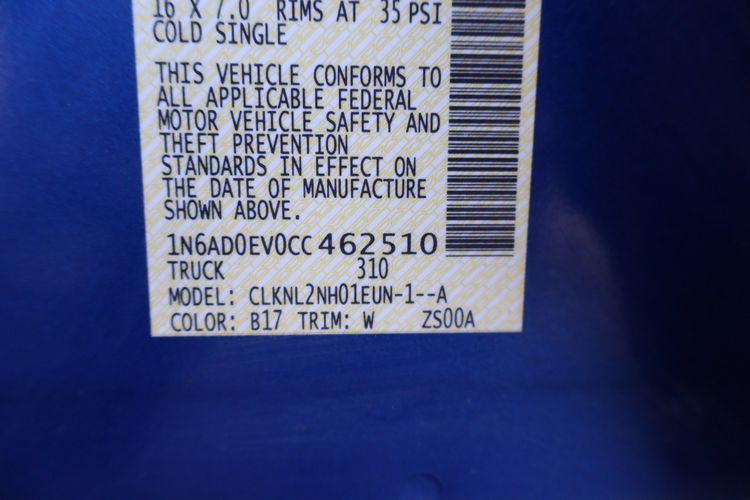 16 X 7.0 RIMS AT 35 PSI
COLD SINGLE
THIS VEHICLE CONFORMS TO
ALL APPLICABLE FEDERAL
MOTOR VEHICLE SAFETY AND
THEFT PREVENTION
STANDARDS IN EFFECT ON
THE DATE OF MANUFACTURE
SHOWN ABOVE.
1N6AD0EV0CC462510
TRUCK 310
MODEL: CLKNL2NH01EUN-1--A
COLOR: B17 TRIM: W ZS00A